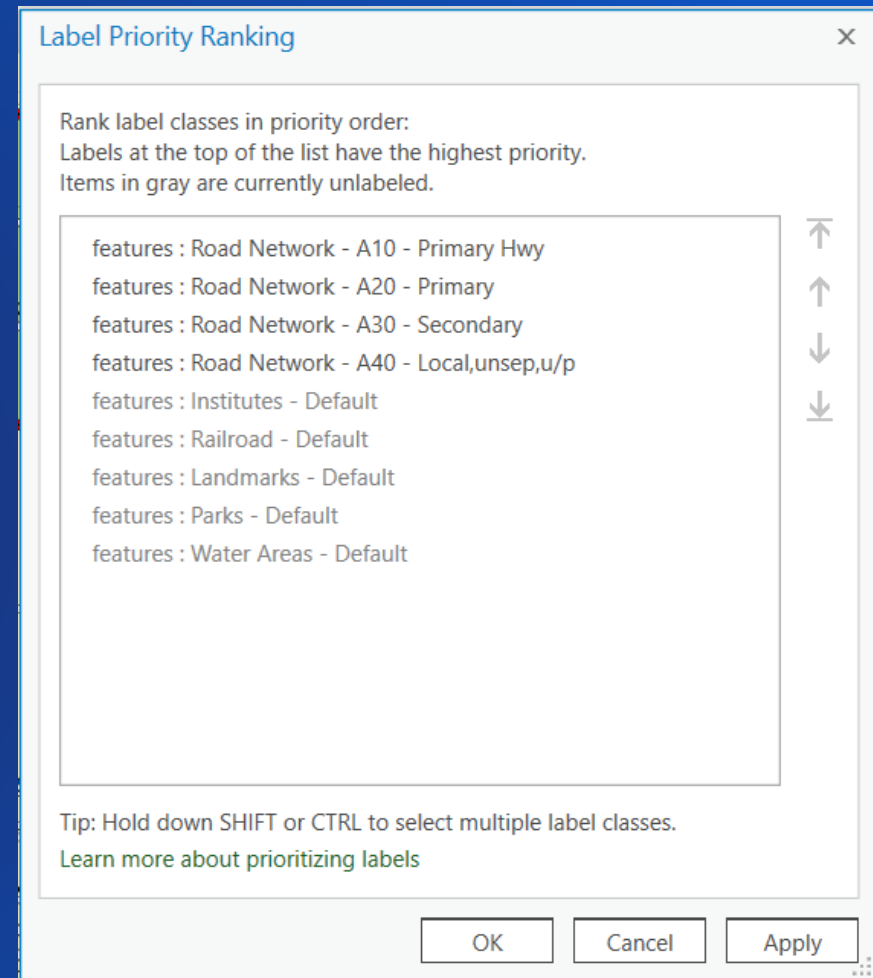 Label Priority Ranking
Rank label classes in priority order:
Labels at the top of the list have the highest priority.
Items in gray are currently unlabeled.
features : Road Network - A10 - Primary Hwy
features : Road Network - A20 - Primary
features : Road Network - A30 - Secondary
features : Road Network - A40 - Local,unsep,u/p
features : Institutes - Default
features : Railroad - Default
features : Landmarks - Default
features : Parks - Default
features : Water Areas - Default
Tip: Hold down SHIFT or CTRL to select multiple label classes.
Learn more about prioritizing labels
OK Cancel Apply